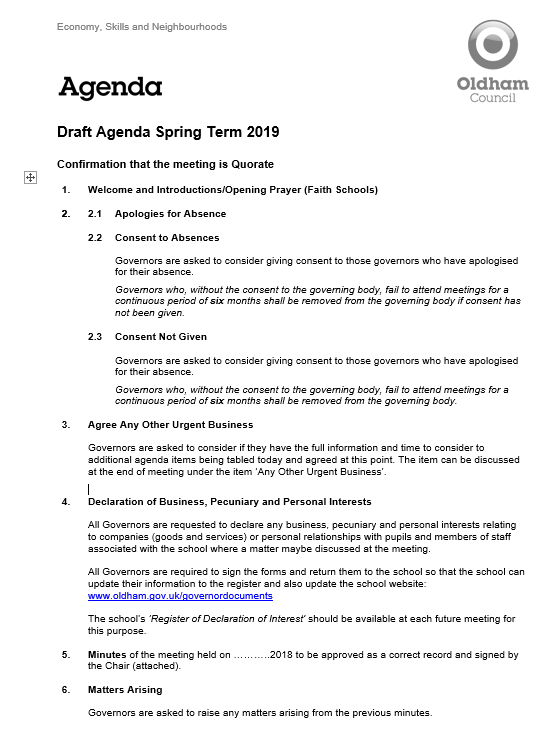 Economy, Skills and Neighbourhoods
Oldham
Council
Agenda
Draft Agenda Spring Term 2019
Confirmation that the meeting is Quorate
1. Welcome and Introductions/Opening Prayer (Faith Schools)
2. 2.1 Apologies for Absence
2.2 Consent to Absences
Governors are asked to consider giving consent to those governors who have apologised
for their absence.
Governors who, without the consent to the governing body, fail to attend meetings for a
continuous period of six months shall be removed from the governing body if consent has
not been given.
2.3 Consent Not Given
Governors are asked to consider giving consent to those governors who have apologised
for their absence.
Governors who, without the consent to the governing body, fail to attend meetings for a
continuous period of six months shall be removed from the governing body.
3. Agree Any Other Urgent Business
Governors are asked to consider if they have the full information and time to consider to
additional agenda items being tabled today and agreed at this point. The item can be discussed
at the end of meeting under the item 'Any Other Urgent Business'.
4. Declaration of Business, Pecuniary and Personal Interests
All Governors are requested to declare any business, pecuniary and personal interests relating
to companies (goods and services) or personal relationships with pupils and members of staff
associated with the school where a matter maybe discussed at the meeting.
All Governors are required to sign the forms and return them to the school so that the school can
update their information to the register and also update the school website:
www.oldham.gov.uk/governordocuments
The school's 'Register of Declaration of Interest' should be available at each future meeting for
this purpose.
5. Minutes of the meeting held on ………..2018 to be approved as a correct record and signed by
the Chair (attached).
6. Matters Arising
Governors are asked to raise any matters arising from the previous minutes.